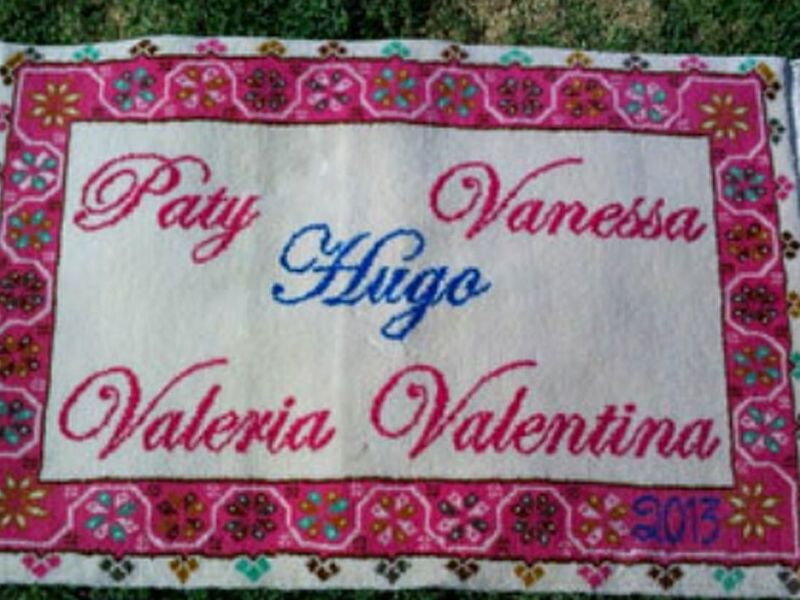 Paty Vanessa
Hugo
Valeria Valentina
2013